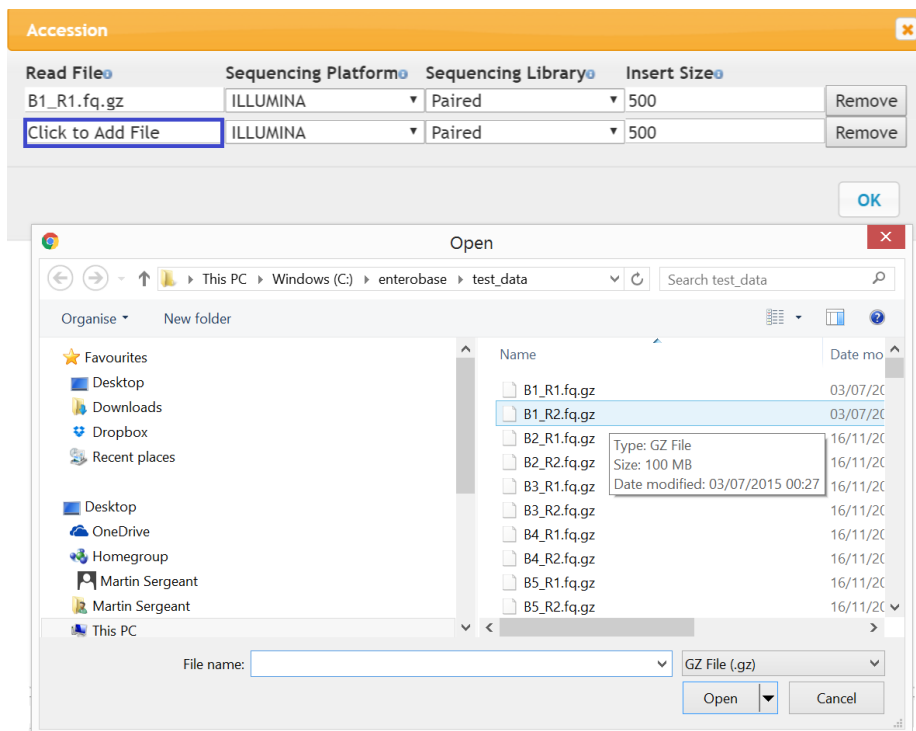 Accession
Read File Sequencing Platform Sequencing Library Insert Size
B1_R1.fq.gz ILLUMINA Paired 500 Remove
Click to Add File ILLUMINA Paired 500 Remove
OK
Open
This PC Windows (C:) enterobase test_data Search test_data
Organise New folder
Favourites
Desktop
Downloads
Dropbox
Recent places
Desktop
OneDrive
Homegroup
Martin Sergeant
Martin Sergeant
This PC
Name Date mo
B1_R1.fq.gz 03/07/20
B1_R2.fq.gz 03/07/20
B2_R1.fq.gz 16/11/20
B2_R2.fq.gz 16/11/20
B3_R1.fq.gz 16/11/20
B3_R2.fq.gz 16/11/20
B4_R1.fq.gz 16/11/20
B4_R2.fq.gz 16/11/20
B5_R1.fq.gz 16/11/20
B5_R2.fq.gz 16/11/20
Type: GZ File
Size: 100 MB
Date modified: 03/07/2015 00:27
File name: GZ File (.gz)
Open Cancel